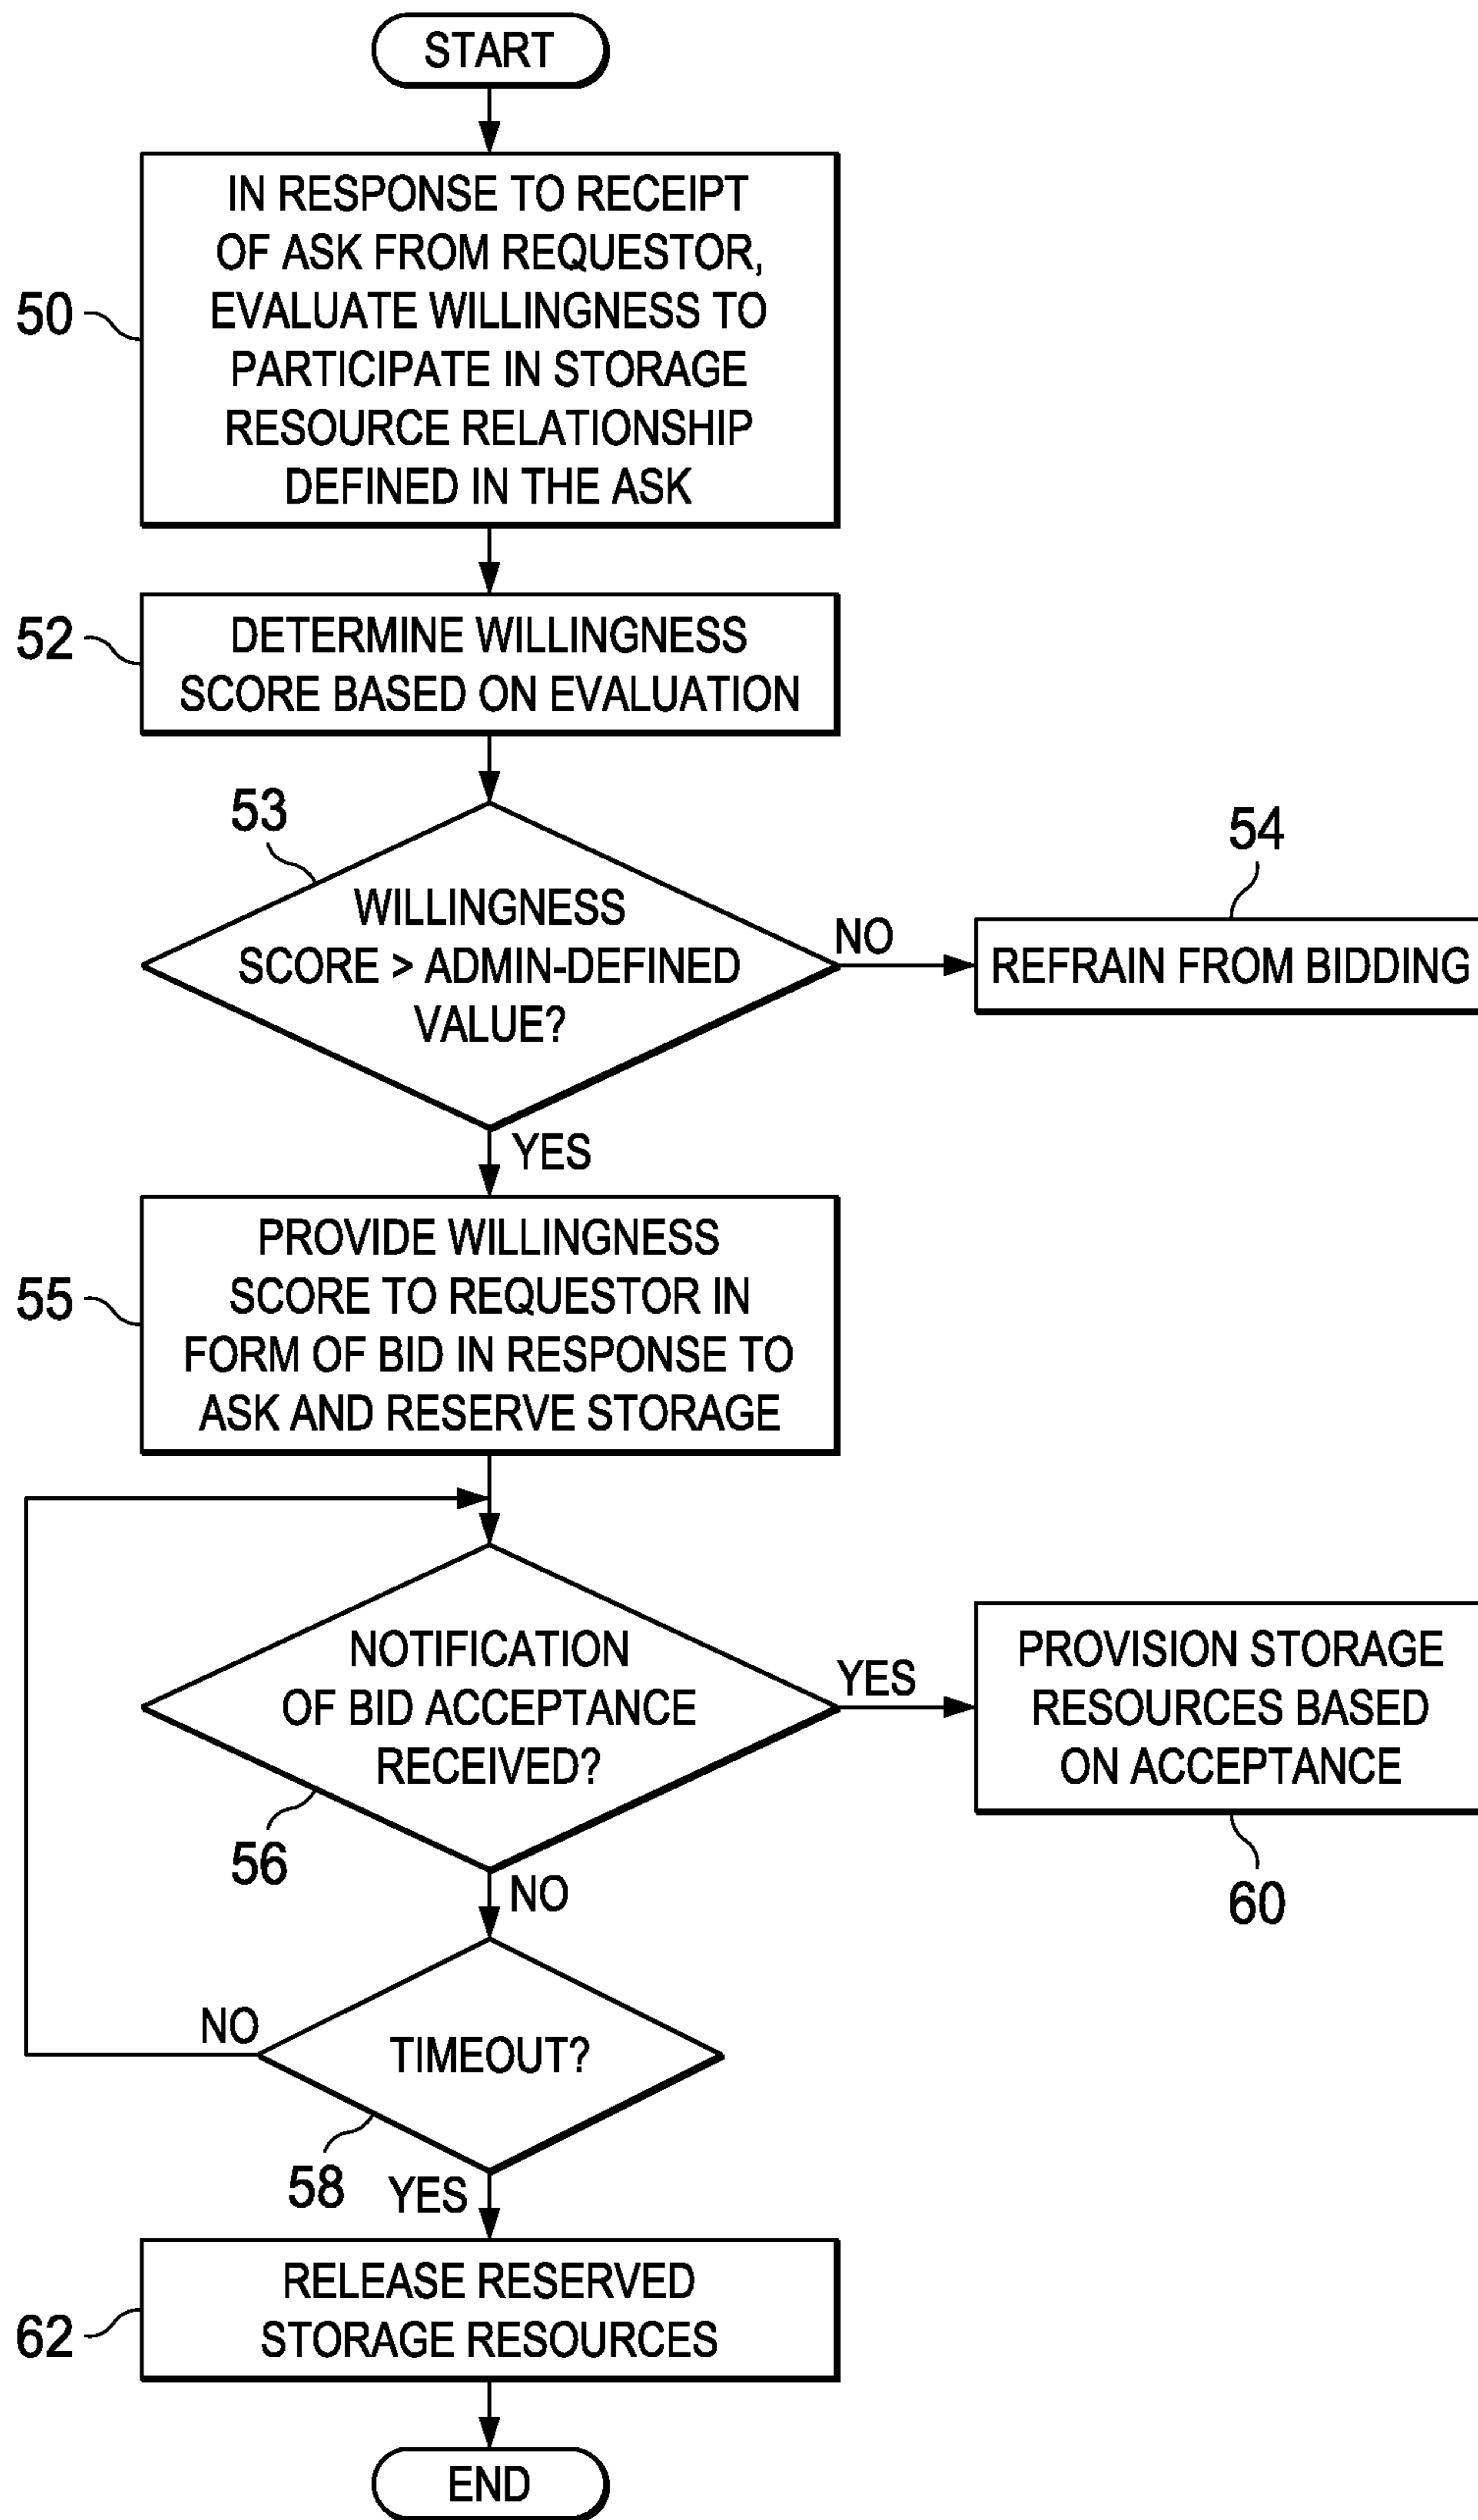 START
IN RESPONSE TO RECEIPT
OF ASK FROM REQUESTOR,
EVALUATE WILLINGNESS TO
PARTICIPATE IN STORAGE
RESOURCE RELATIONSHIP
DEFINED IN THE ASK
50
DETERMINE WILLINGNESS
SCORE BASED ON EVALUATION
52
53
WILLINGNESS
SCORE > ADMIN-DEFINED
VALUE?
NO
54
REFRAIN FROM BIDDING
YES
PROVIDE WILLINGNESS
SCORE TO REQUESTOR IN
FORM OF BID IN RESPONSE TO
ASK AND RESERVE STORAGE
55
NOTIFICATION
OF BID ACCEPTANCE
RECEIVED?
56
YES
PROVISION STORAGE
RESOURCES BASED
ON ACCEPTANCE
60
NO
TIMEOUT?
NO
58
YES
RELEASE RESERVED
STORAGE RESOURCES
62
END